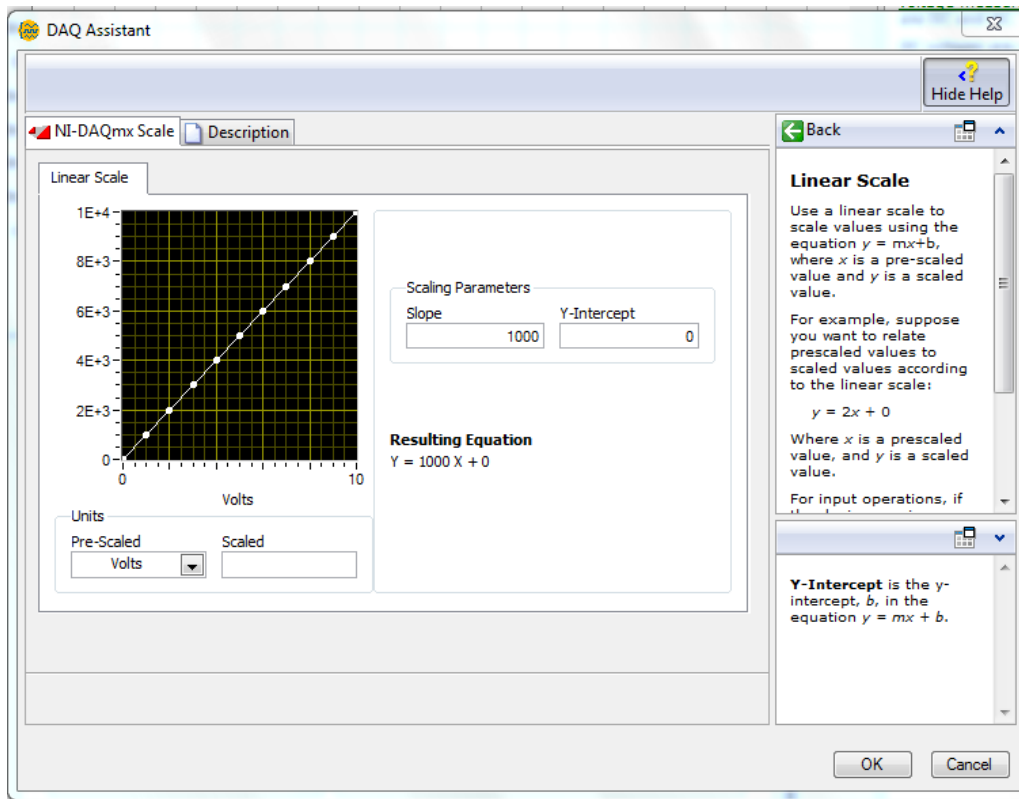 DAQ Assistant
Hide Help
NI-DAQmx Scale
Description
Linear Scale
1E+4
8E+3
6E+3
4E+3
2E+3
0
0
10
Volts
Units
Pre-Scaled
Scaled
Volts
Scaling Parameters
Slope
Y-Intercept
1000
0
Resulting Equation
Y = 1000 X + 0
Back
Linear Scale
Use a linear scale to
scale values using the
equation y = mx+b,
where x is a pre-scaled
value and y is a scaled
value.
For example, suppose
you want to relate
prescaled values to
scaled values according
to the linear scale:
y = 2x + 0
Where x is a prescaled
value, and y is a scaled
value.
For input operations, if
Y-Intercept is the y-
intercept, b, in the
equation y = mx + b.
OK
Cancel